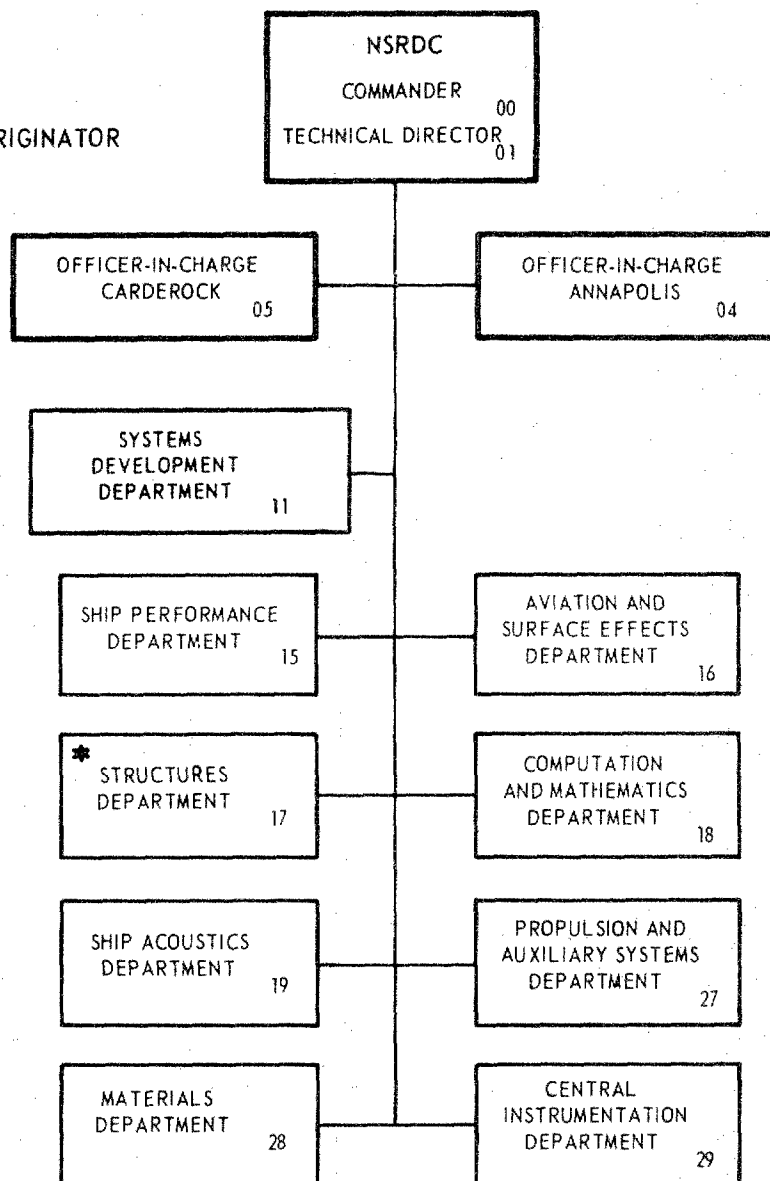 NSRDC
COMMANDER
00
TECHNICAL DIRECTOR
01
RIGINATOR
OFFICER-IN-CHARGE
CARDEROCK
05
OFFICER-IN-CHARGE
ANNAPOLIS
04
SYSTEMS
DEVELOPMENT
DEPARTMENT
11
SHIP PERFORMANCE
DEPARTMENT
15
AVIATION AND
SURFACE EFFECTS
DEPARTMENT
16
*
STRUCTURES
DEPARTMENT
17
COMPUTATION
AND MATHEMATICS
DEPARTMENT
18
SHIP ACOUSTICS
DEPARTMENT
19
PROPULSION AND
AUXILIARY SYSTEMS
DEPARTMENT
27
MATERIALS
DEPARTMENT
28
CENTRAL
INSTRUMENTATION
DEPARTMENT
29